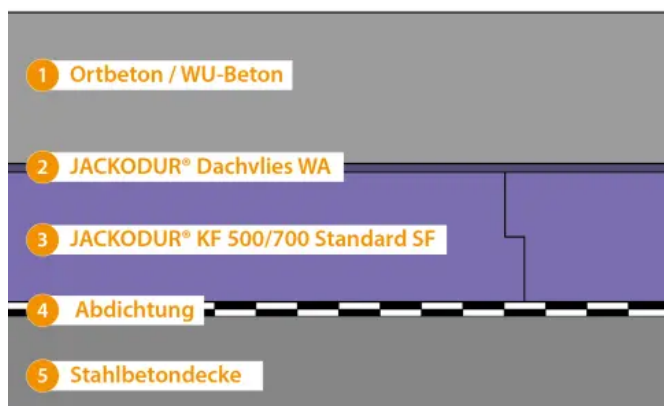 1 Ortbeton / WU-Beton
2 JACKODUR® Dachvlies WA
3 JACKODUR® KF 500/700 Standard SF
4 Abdichtung
5 Stahlbetondecke